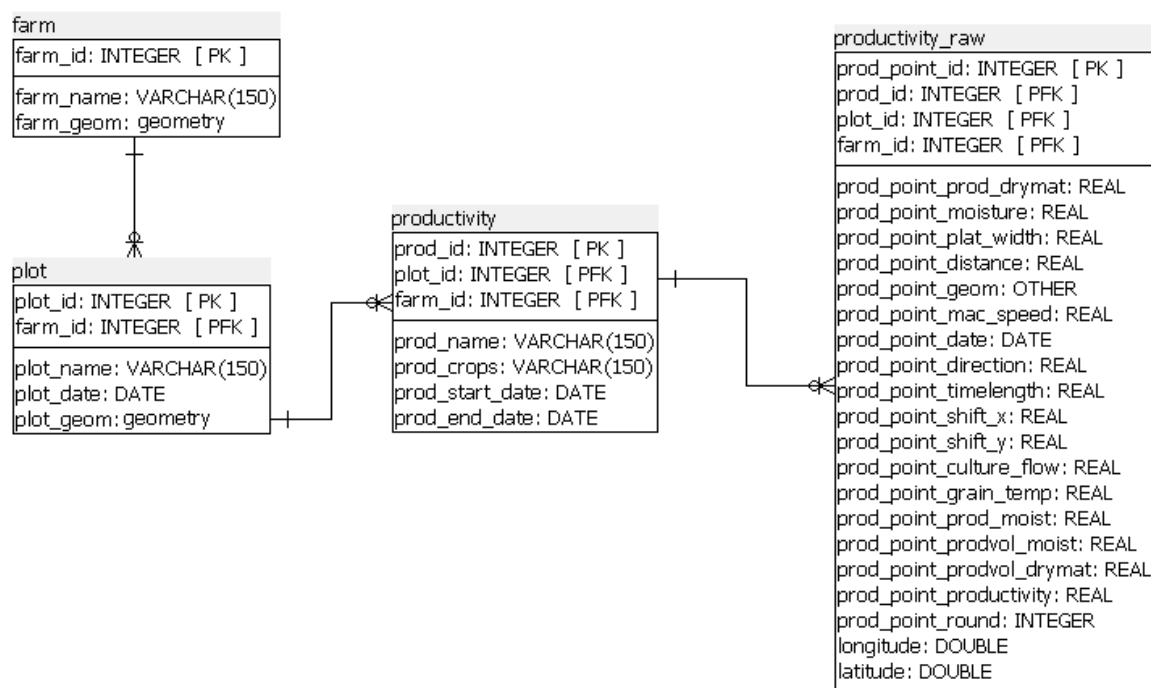 farm
farm_id: INTEGER [ PK ]
farm_name: VARCHAR(150)
farm_geom: geometry
plot
plot_id: INTEGER [ PK ]
farm_id: INTEGER [ PFK ]
plot_name: VARCHAR(150)
plot_date: DATE
plot_geom: geometry
productivity
prod_id: INTEGER [ PK ]
plot_id: INTEGER [ PFK ]
farm_id: INTEGER [ PFK ]
prod_name: VARCHAR(150)
prod_crops: VARCHAR(150)
prod_start_date: DATE
prod_end_date: DATE
productivity_raw
prod_point_id: INTEGER [ PK ]
prod_id: INTEGER [ PFK ]
plot_id: INTEGER [ PFK ]
farm_id: INTEGER [ PFK ]
prod_point_prod_drymat: REAL
prod_point_moisture: REAL
prod_point_plat_width: REAL
prod_point_distance: REAL
prod_point_geom: OTHER
prod_point_mac_speed: REAL
prod_point_date: DATE
prod_point_direction: REAL
prod_point_timelength: REAL
prod_point_shift_x: REAL
prod_point_shift_y: REAL
prod_point_culture_flow: REAL
prod_point_grain_temp: REAL
prod_point_prod_moist: REAL
prod_point_prodvol_moist: REAL
prod_point_prodvol_drymat: REAL
prod_point_productivity: REAL
prod_point_round: INTEGER
longitude: DOUBLE
latitude: DOUBLE